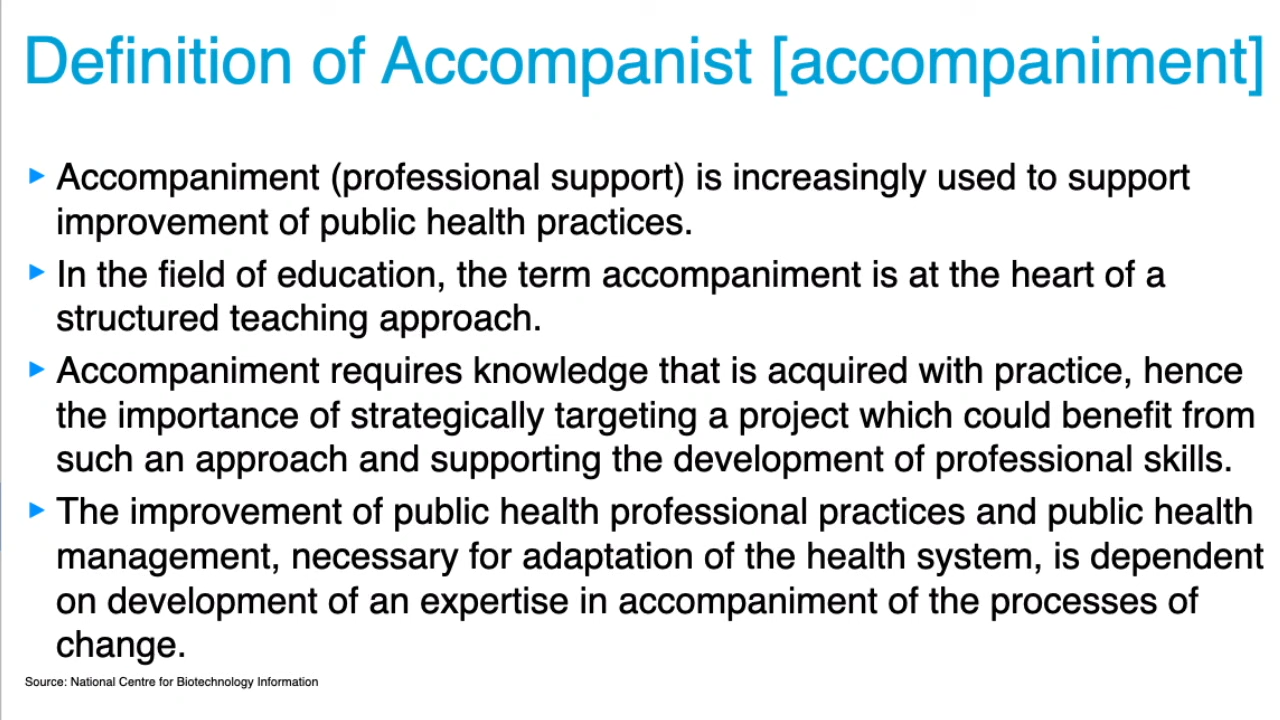 Definition of Accompanist [accompaniment]
Accompaniment (professional support) is increasingly used to support
improvement of public health practices.
In the field of education, the term accompaniment is at the heart of a
structured teaching approach.
Accompaniment requires knowledge that is acquired with practice, hence
the importance of strategically targeting a project which could benefit from
such an approach and supporting the development of professional skills.
The improvement of public health professional practices and public health
management, necessary for adaptation of the health system, is dependent
on development of an expertise in accompaniment of the processes of
change.
Source: National Centre for Biotechnology Information